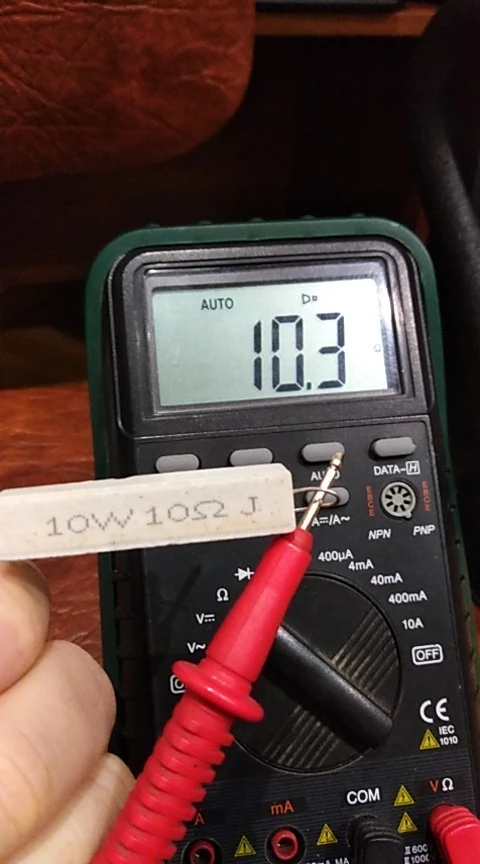 AUTO
10.3
Ω
DATA-H
10W 10Ω J
NPN
PNP
400µA
4mA
40mA
400mA
10A
OFF
Ω
V
V~
CE
IEC
1010
mA
COM
VΩ
A